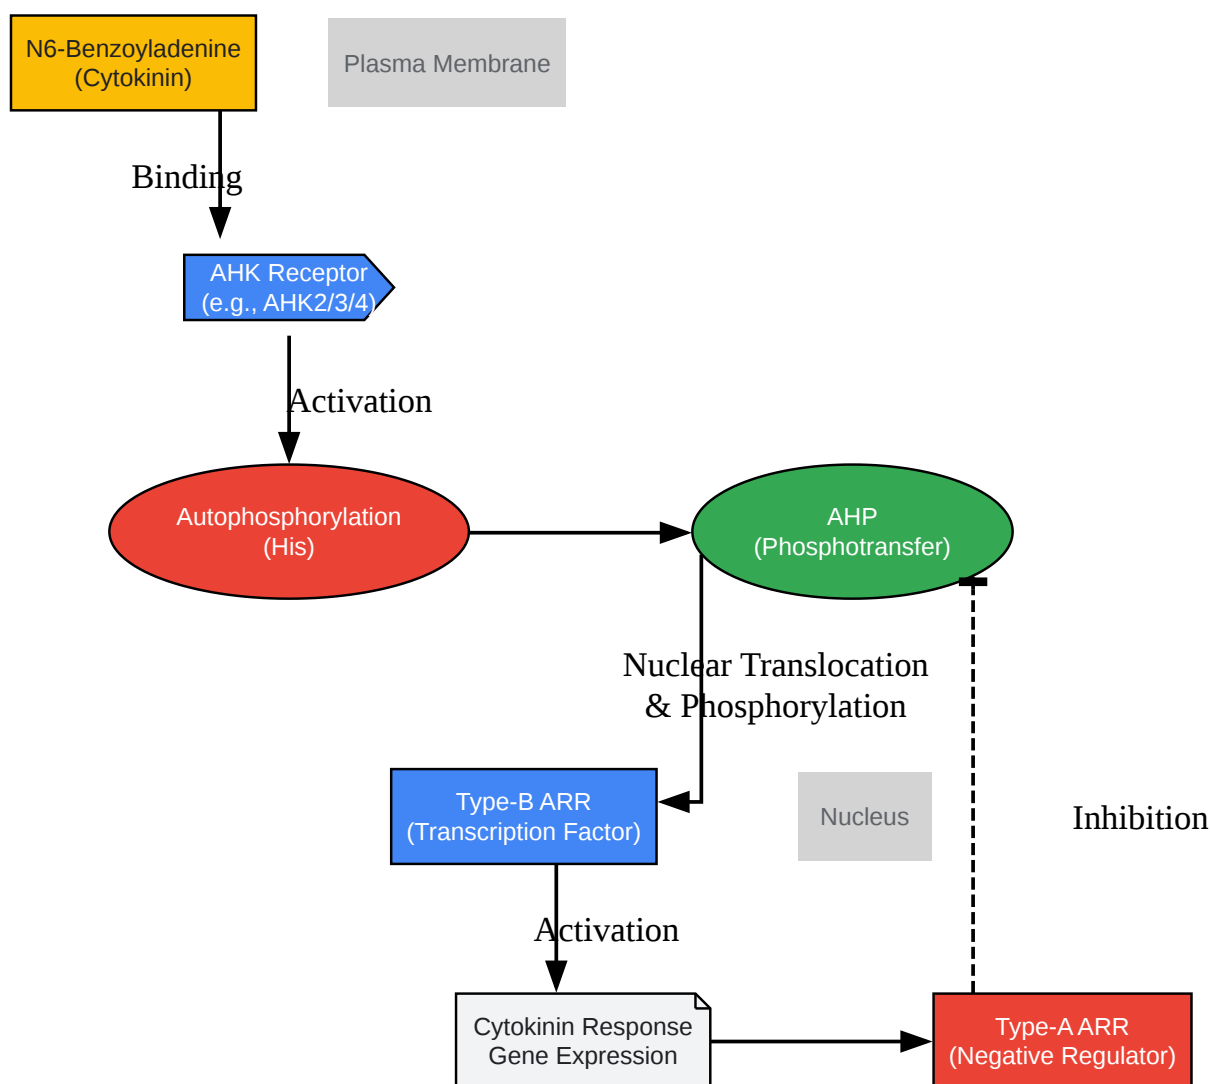 N6-Benzoyladenine
(Cytokinin)
Plasma Membrane
Binding
AHK Receptor
(e.g., AHK2/3/4)
Activation
Autophosphorylation
(His)
AHP
(Phosphotransfer)
Nuclear Translocation
& Phosphorylation
Type-B ARR
(Transcription Factor)
Nucleus
Inhibition
Activation
Cytokinin Response
Gene Expression
Type-A ARR
(Negative Regulator)